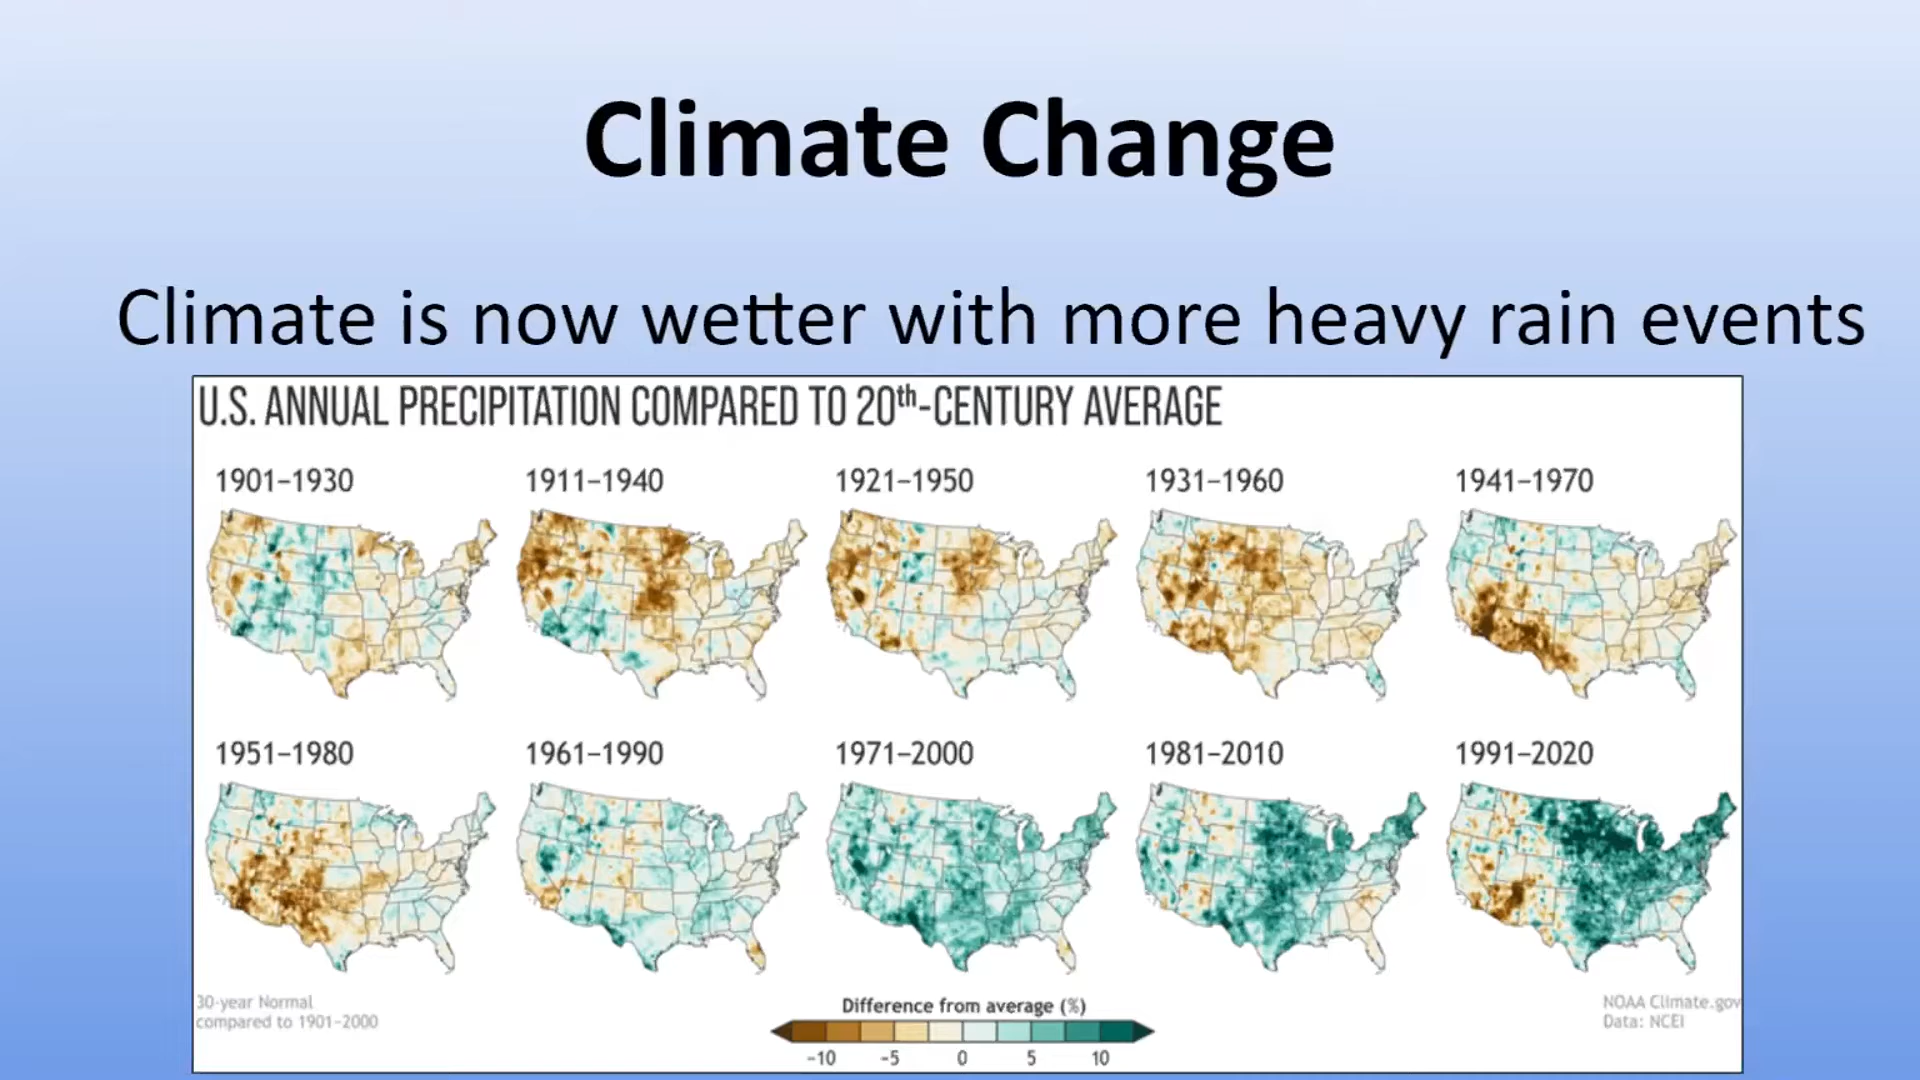 Climate Change
Climate is now wetter with more heavy rain events
U.S. ANNUAL PRECIPITATION COMPARED TO 20th-CENTURY AVERAGE
1901–1930 1911–1940 1921–1950 1931–1960 1941–1970
1951–1980 1961–1990 1971–2000 1981–2010 1991–2020
30-year Normal
compared to 1901–2000
Difference from average (%)
-10 -5 0 5 10
NOAA Climate.gov
Data: NCEI